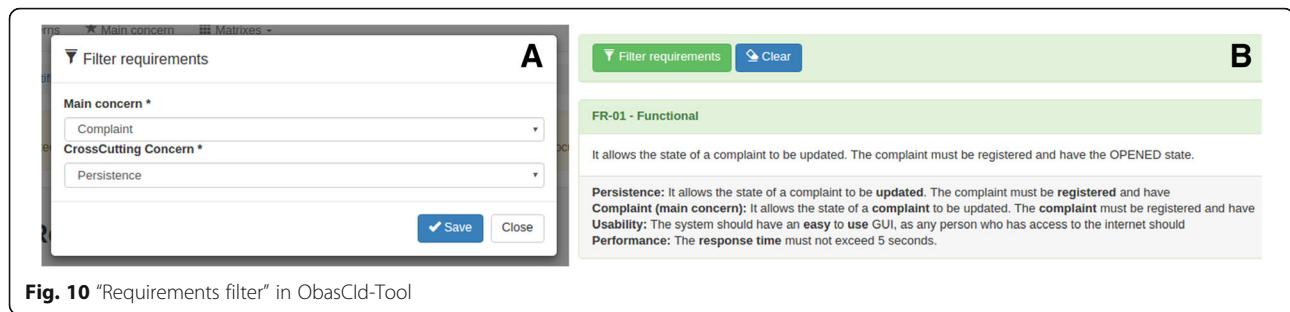 Main concern
Matrixes
Filter requirements
A
Main concern *
Complaint
CrossCutting Concern *
Persistence
Save
Close
Filter requirements
Clear
B
FR-01 - Functional
It allows the state of a complaint to be updated. The complaint must be registered and have the OPENED state.
Persistence: It allows the state of a complaint to be updated. The complaint must be registered and have
Complaint (main concern): It allows the state of a complaint to be updated. The complaint must be registered and have
Usability: The system should have an easy to use GUI, as any person who has access to the internet should
Performance: The response time must not exceed 5 seconds.
Fig. 10 "Requirements filter" in ObasCId-Tool